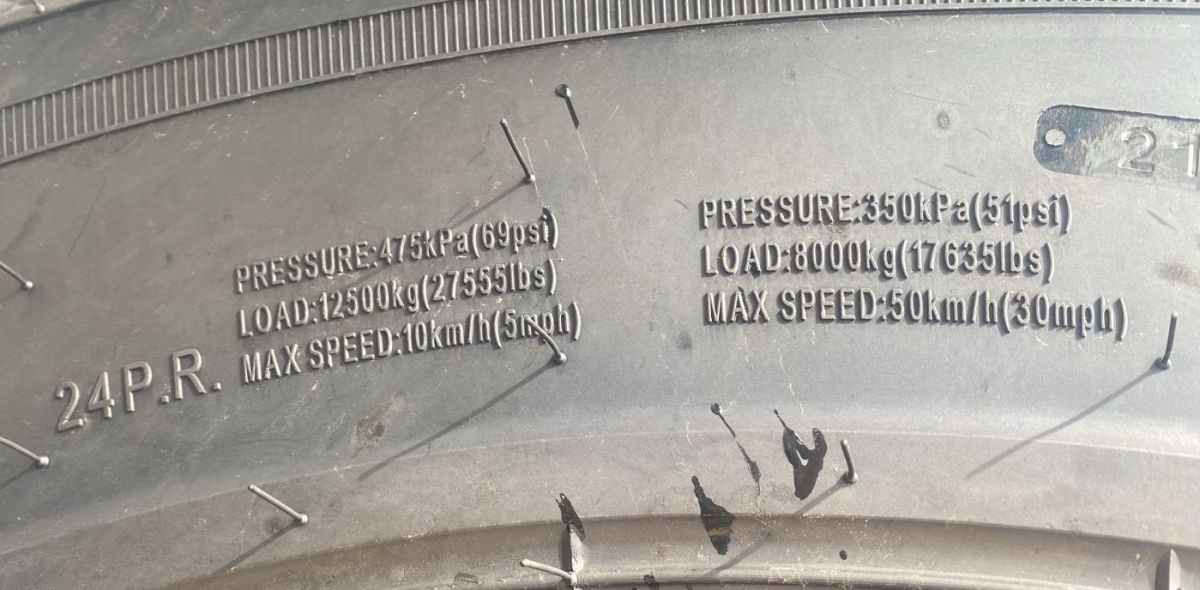 24P.R.
PRESSURE:475kPa(69psi)
LOAD:12500kg(27555lbs)
MAX SPEED:10km/h(5mph)
PRESSURE:350kPa(51psi)
LOAD:8000kg(17635lbs)
MAX SPEED:50km/h(30mph)
21